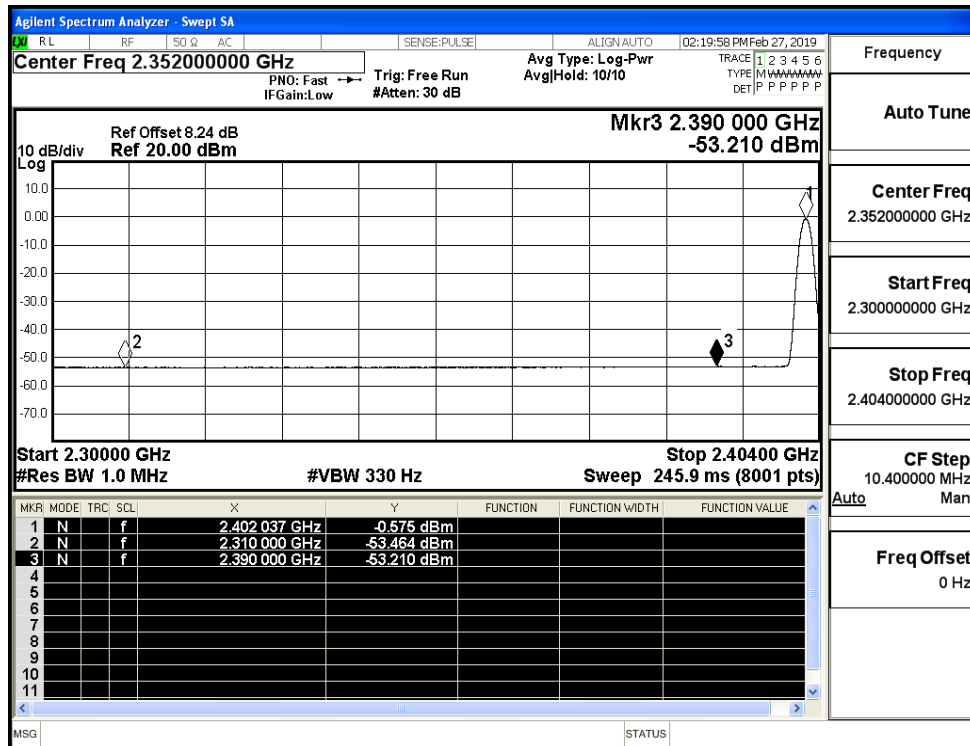 Agilent Spectrum Analyzer - Swept SA
LXI RL RF 50 Ω AC SENSE:PULSE ALIGN AUTO 02:19:58 PM Feb 27, 2019
Center Freq 2.352000000 GHz
PNO: Fast
IFGain:Low
Trig: Free Run
#Atten: 30 dB
Avg Type: Log-Pwr
Avg|Hold: 10/10
TRACE 1 2 3 4 5 6
TYPE M WWWWW
DET P P P P P P
Mkr3 2.390 000 GHz
-53.210 dBm
Ref Offset 8.24 dB
10 dB/div Ref 20.00 dBm
Log
10.0
0.00
-10.0
-20.0
-30.0
-40.0
-50.0
-60.0
-70.0
1
2
3
Start 2.30000 GHz Stop 2.40400 GHz
#Res BW 1.0 MHz #VBW 330 Hz Sweep 245.9 ms (8001 pts)
MKR MODE TRC SCL X Y FUNCTION FUNCTION WIDTH FUNCTION VALUE
1 N f 2.402 037 GHz -0.575 dBm
2 N f 2.310 000 GHz -53.464 dBm
3 N f 2.390 000 GHz -53.210 dBm
4
5
6
7
8
9
10
11
MSG STATUS
Frequency
Auto Tune
Center Freq
2.352000000 GHz
Start Freq
2.300000000 GHz
Stop Freq
2.404000000 GHz
CF Step
10.400000 MHz
Auto Man
Freq Offset
0 Hz